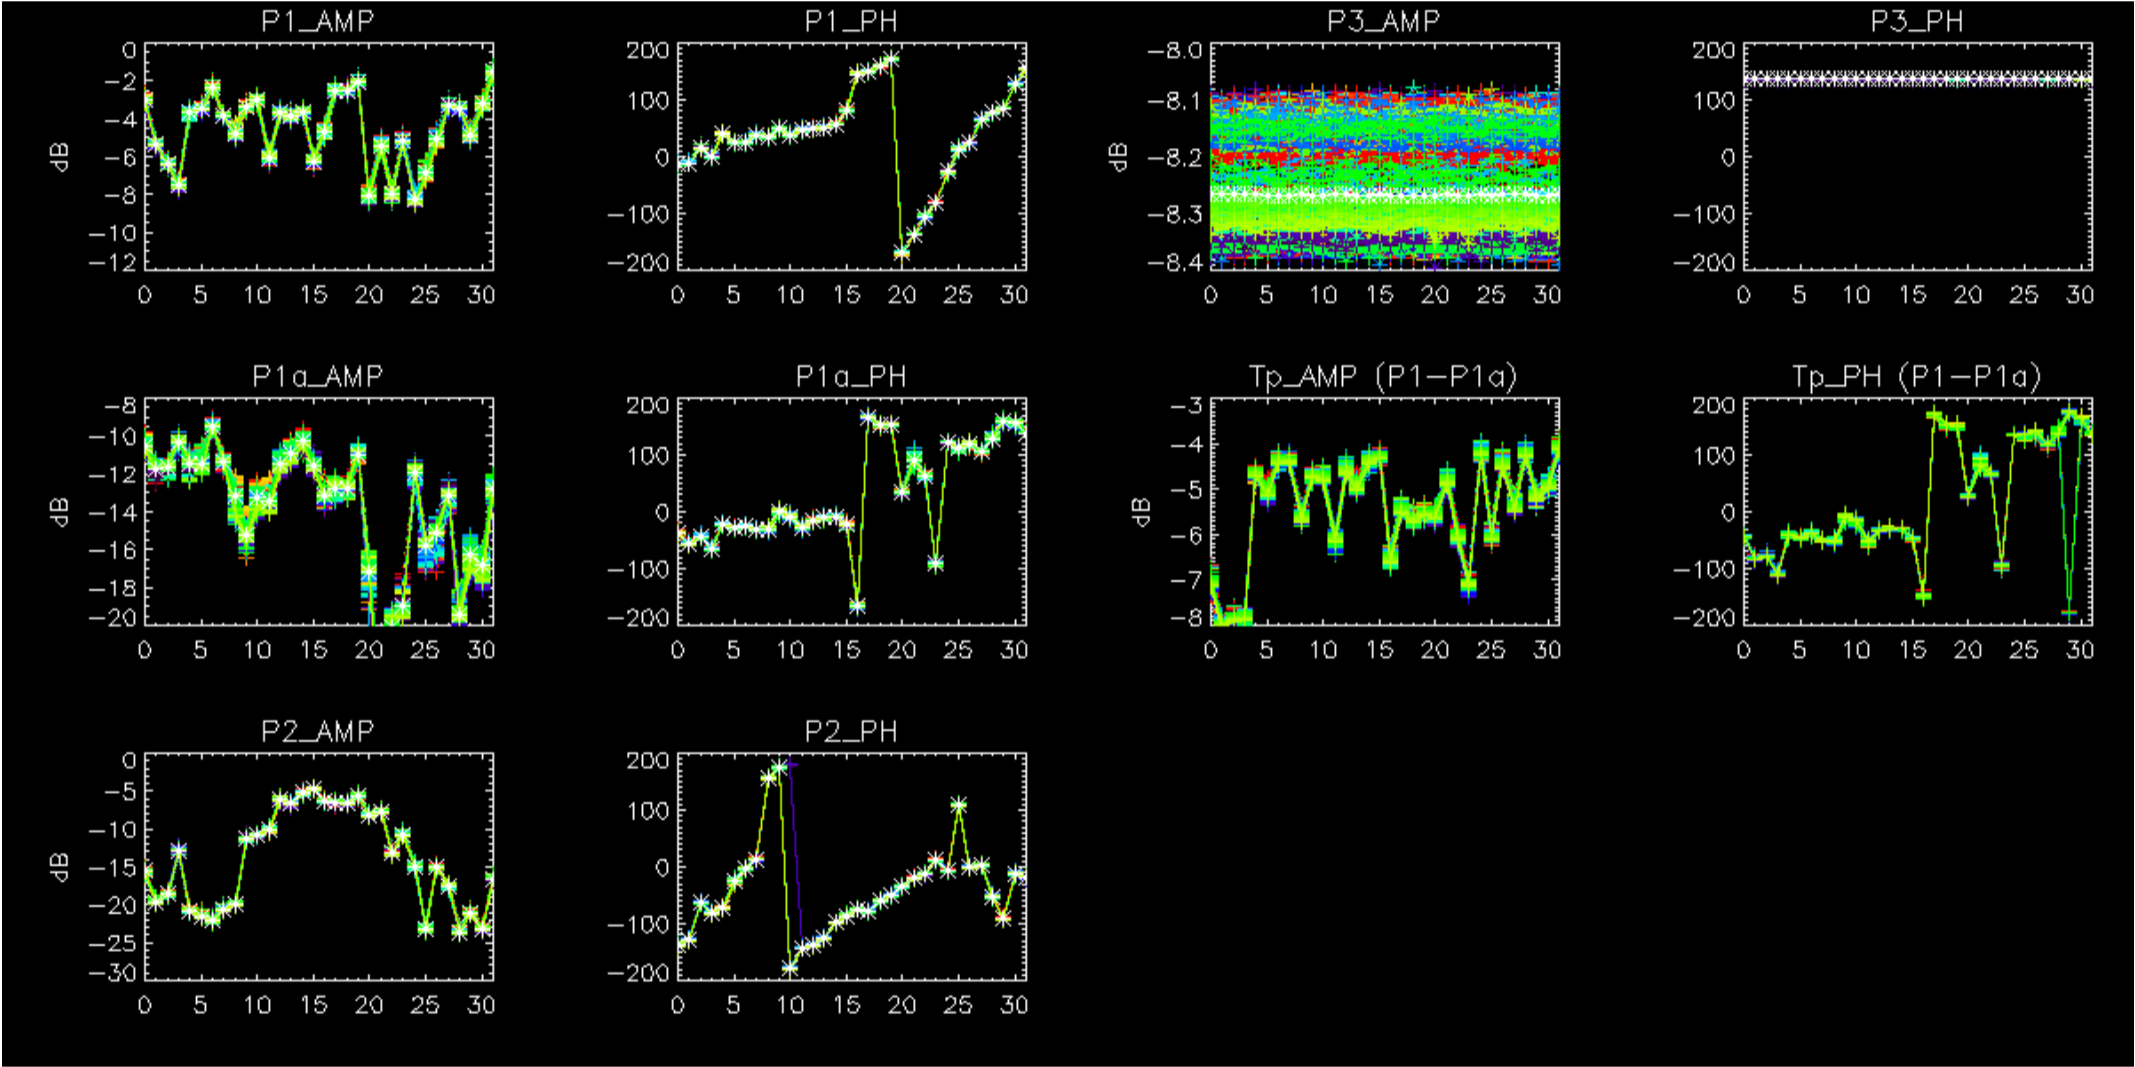 P1_AMP
P1_PH
P3_AMP
P3_PH
0
−2
−4
−6
−8
−10
−12
dB
0 5 10 15 20 25 30
200
100
0
−100
−200
0 5 10 15 20 25 30
−8.0
−8.1
−8.2
−8.3
−8.4
dB
0 5 10 15 20 25 30
200
100
0
−100
−200
0 5 10 15 20 25 30
P1a_AMP
P1a_PH
Tp_AMP (P1−P1a)
Tp_PH (P1−P1a)
−8
−10
−12
−14
−16
−18
−20
dB
0 5 10 15 20 25 30
200
100
0
−100
−200
0 5 10 15 20 25 30
−3
−4
−5
−6
−7
−8
dB
0 5 10 15 20 25 30
200
100
0
−100
−200
0 5 10 15 20 25 30
P2_AMP
P2_PH
0
−5
−10
−15
−20
−25
−30
dB
0 5 10 15 20 25 30
200
100
0
−100
−200
0 5 10 15 20 25 30